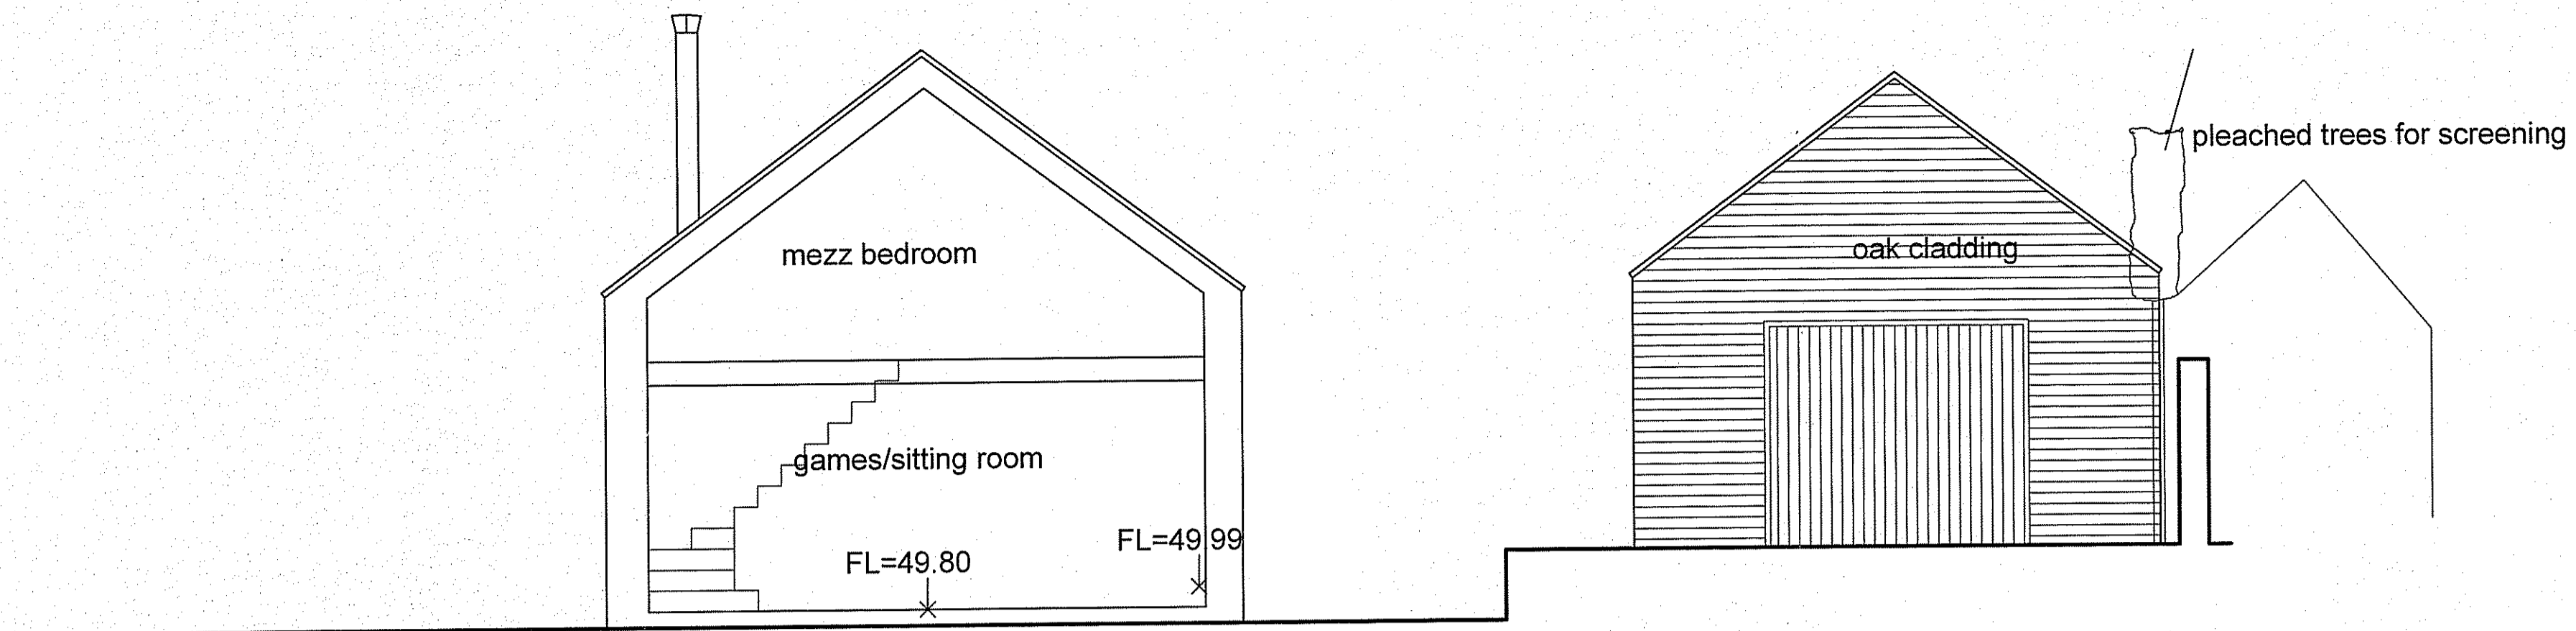 pleached trees for screening
mezz bedroom
oak cladding
games/sitting room
FL=49.99
FL=49.80